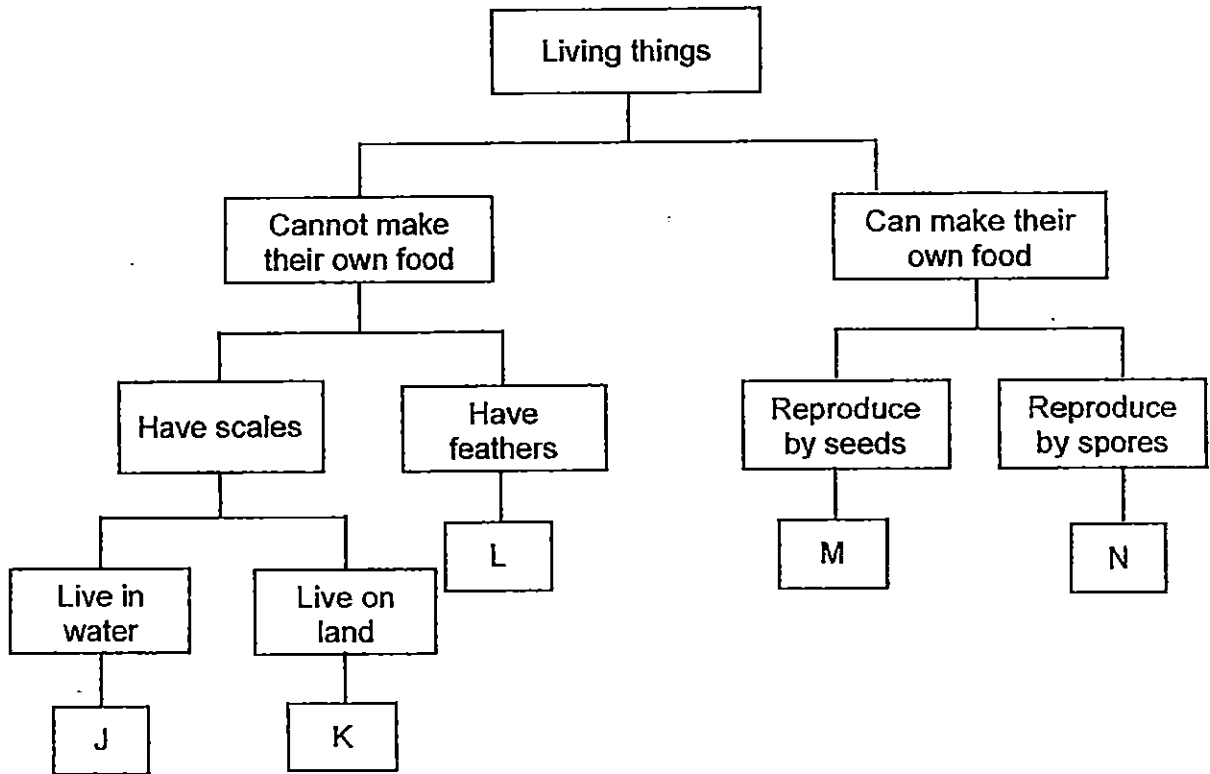 Living things
Cannot make
their own food
Can make their
own food
Have scales
Have
feathers
Reproduce
by seeds
Reproduce
by spores
L
M
N
Live in
water
Live on
land
J
K